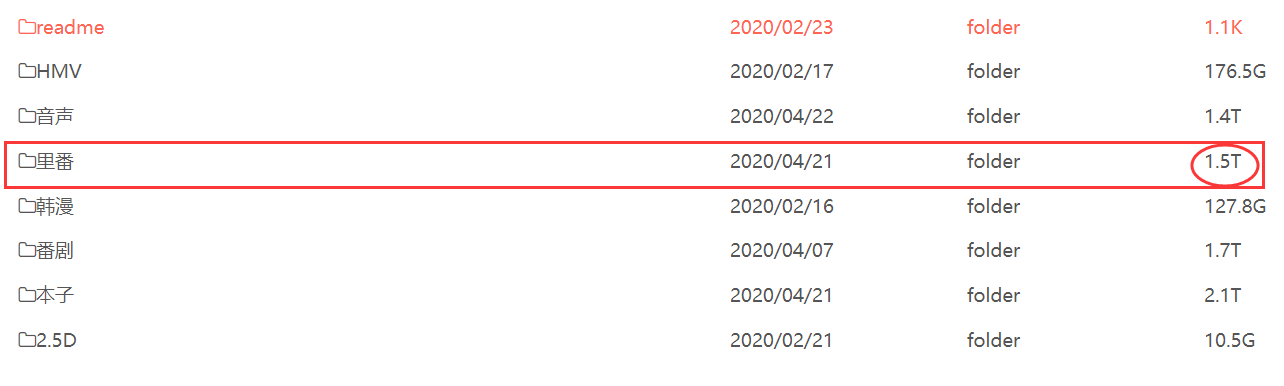 readme 2020/02/23 folder 1.1K
HMV 2020/02/17 folder 176.5G
音声 2020/04/22 folder 1.4T
里番 2020/04/21 folder 1.5T
韩漫 2020/02/16 folder 127.8G
番剧 2020/04/07 folder 1.7T
本子 2020/04/21 folder 2.1T
2.5D 2020/02/21 folder 10.5G